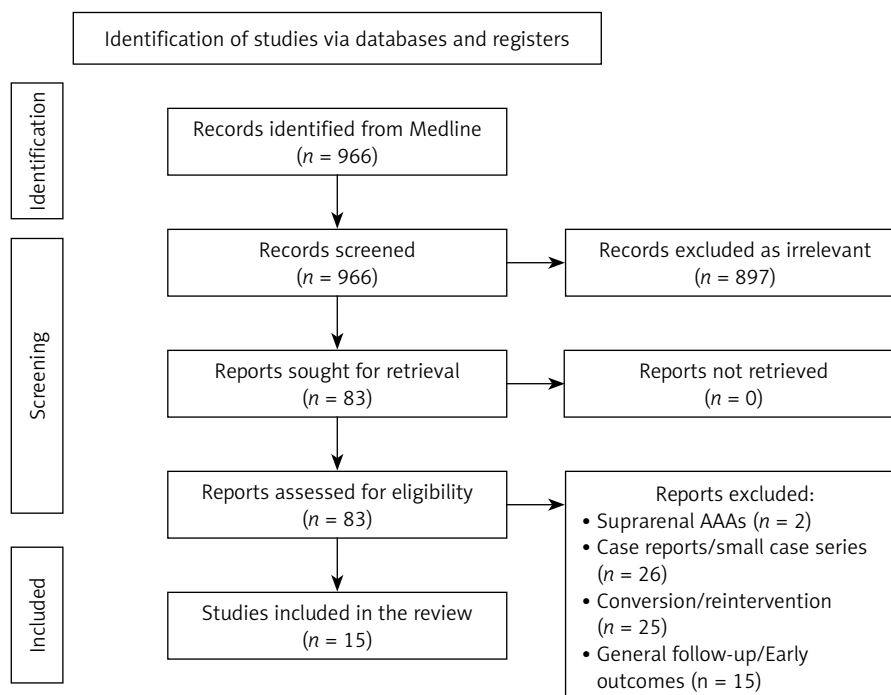 Identification of studies via databases and registers
Identification
Records identified from Medline
(n = 966)
Screening
Records screened
(n = 966)
Records excluded as irrelevant
(n = 897)
Reports sought for retrieval
(n = 83)
Reports not retrieved
(n = 0)
Reports assessed for eligibility
(n = 83)
Reports excluded:
• Suprarenal AAAs (n = 2)
• Case reports/small case series
(n = 26)
• Conversion/reintervention
(n = 25)
• General follow-up/Early
outcomes (n = 15)
Included
Studies included in the review
(n = 15)